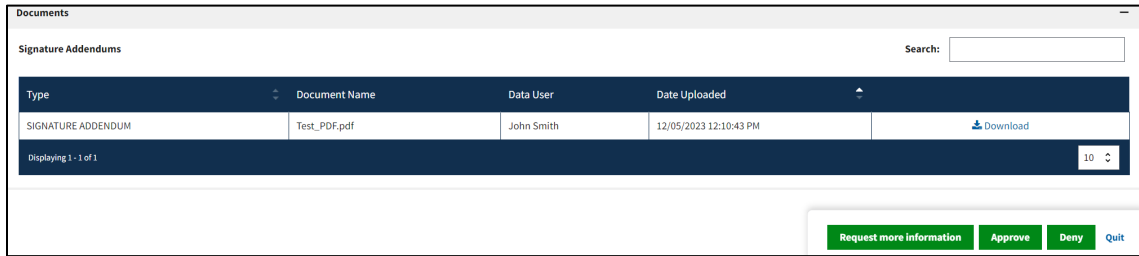 Documents
Signature Addendums Search:
Type Document Name Data User Date Uploaded
SIGNATURE ADDENDUM Test_PDF.pdf John Smith 12/05/2023 12:10:43 PM Download
Displaying 1 - 1 of 1 10
Request more information Approve Deny Quit